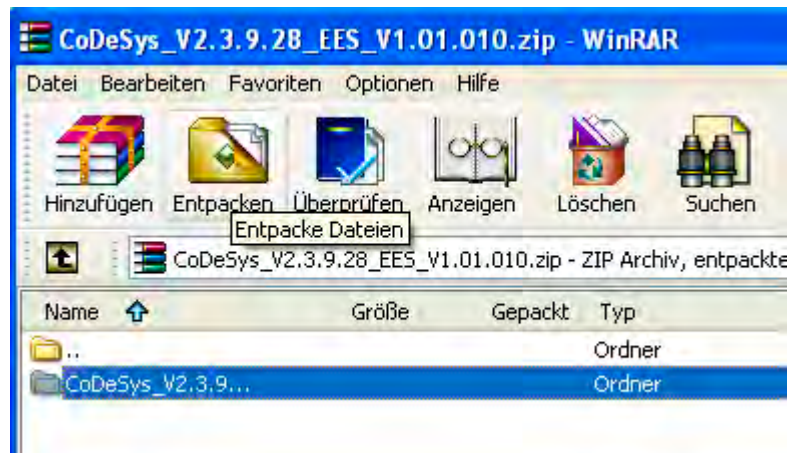 CoDeSys_V2.3.9.28_EES_V1.01.010.zip - WinRAR
Datei Bearbeiten Favoriten Optionen Hilfe
Hinzufügen Entpacken Überprüfen Anzeigen Löschen Suchen
Entpacke Dateien
CoDeSys_V2.3.9.28_EES_V1.01.010.zip - ZIP Archiv, entpackte
Name Größe Gepackt Typ
.. Ordner
CoDeSys_V2.3.9... Ordner